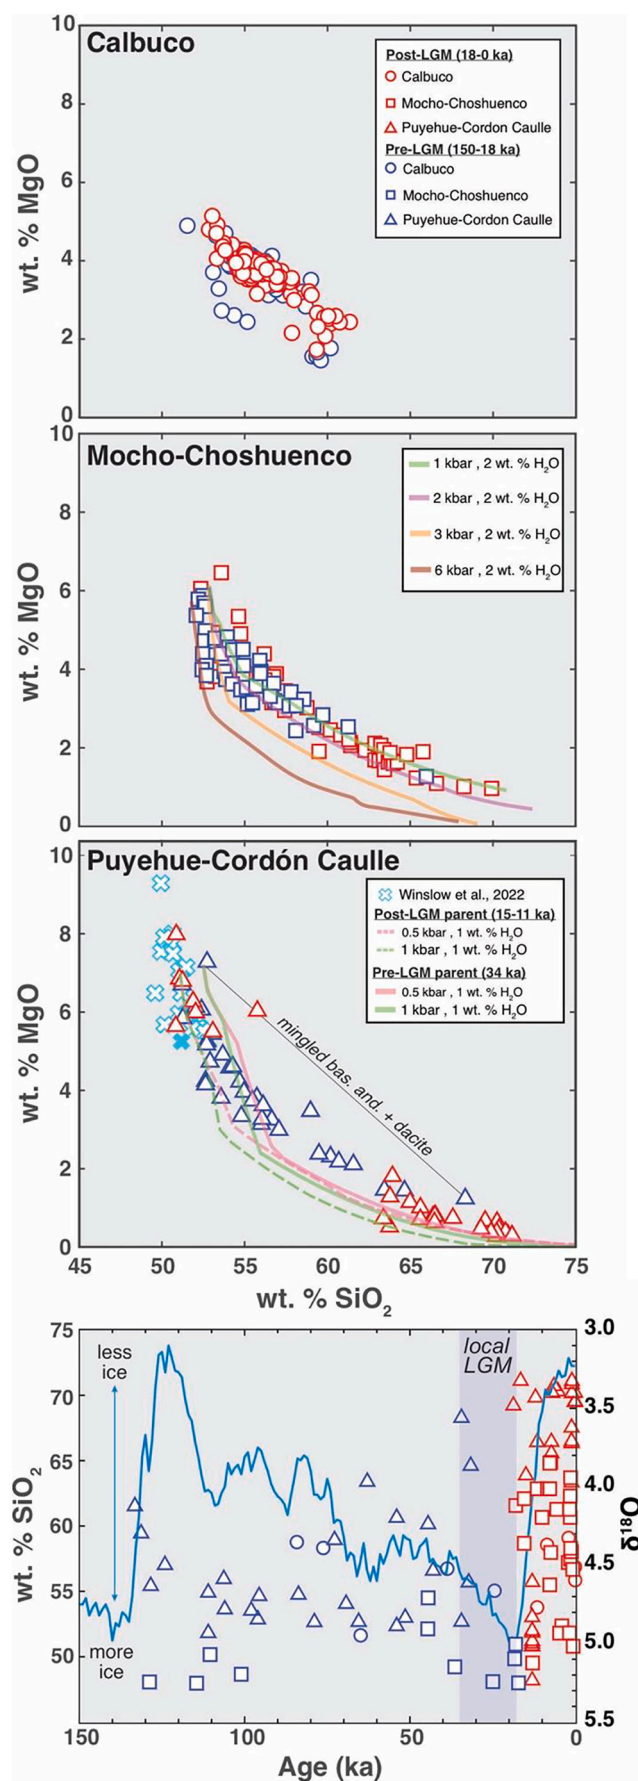 Calbuco
Post-LGM (18-0 ka)
Calbuco
Mocho-Choshuenco
Puyehue-Cordon Caulle
Pre-LGM (150-18 ka)
Calbuco
Mocho-Choshuenco
Puyehue-Cordon Caulle
wt. % MgO
10
8
6
4
2
0
Mocho-Choshuenco
1 kbar , 2 wt. % H2O
2 kbar , 2 wt. % H2O
3 kbar , 2 wt. % H2O
6 kbar , 2 wt. % H2O
wt. % MgO
10
8
6
4
2
0
Puyehue-Cordón Caulle
Winslow et al., 2022
Post-LGM parent (15-11 ka)
0.5 kbar , 1 wt. % H2O
1 kbar , 1 wt. % H2O
Pre-LGM parent (34 ka)
0.5 kbar , 1 wt. % H2O
1 kbar , 1 wt. % H2O
mingled bas. and. + dacite
wt. % MgO
10
8
6
4
2
0
45 50 55 60 65 70 75
wt. % SiO2
less
ice
more
ice
local
LGM
wt. % SiO2
75
70
65
60
55
50
3.0
3.5
4.0
4.5
5.0
5.5
δ18O
150 100 50 0
Age (ka)